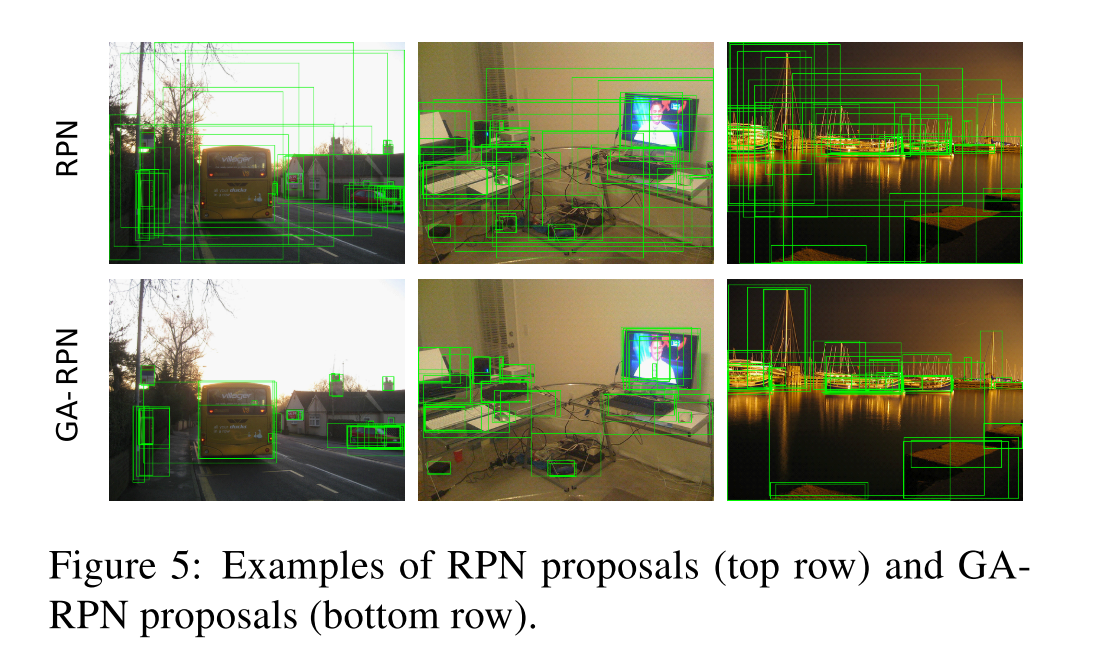 RPN
villager
GA-RPN
villager
Figure 5: Examples of RPN proposals (top row) and GA-
RPN proposals (bottom row).